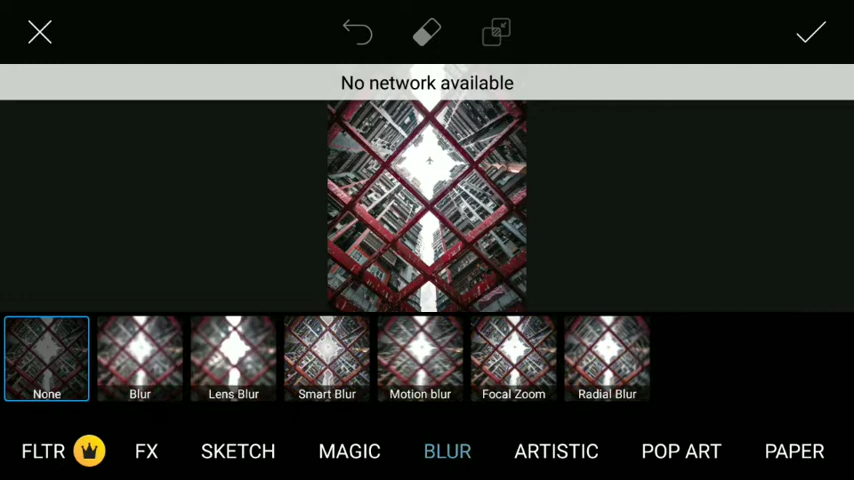 No network available
None
Blur
Lens Blur
Smart Blur
Motion blur
Focal Zoom
Radial Blur
FLTR
FX
SKETCH
MAGIC
BLUR
ARTISTIC
POP ART
PAPER